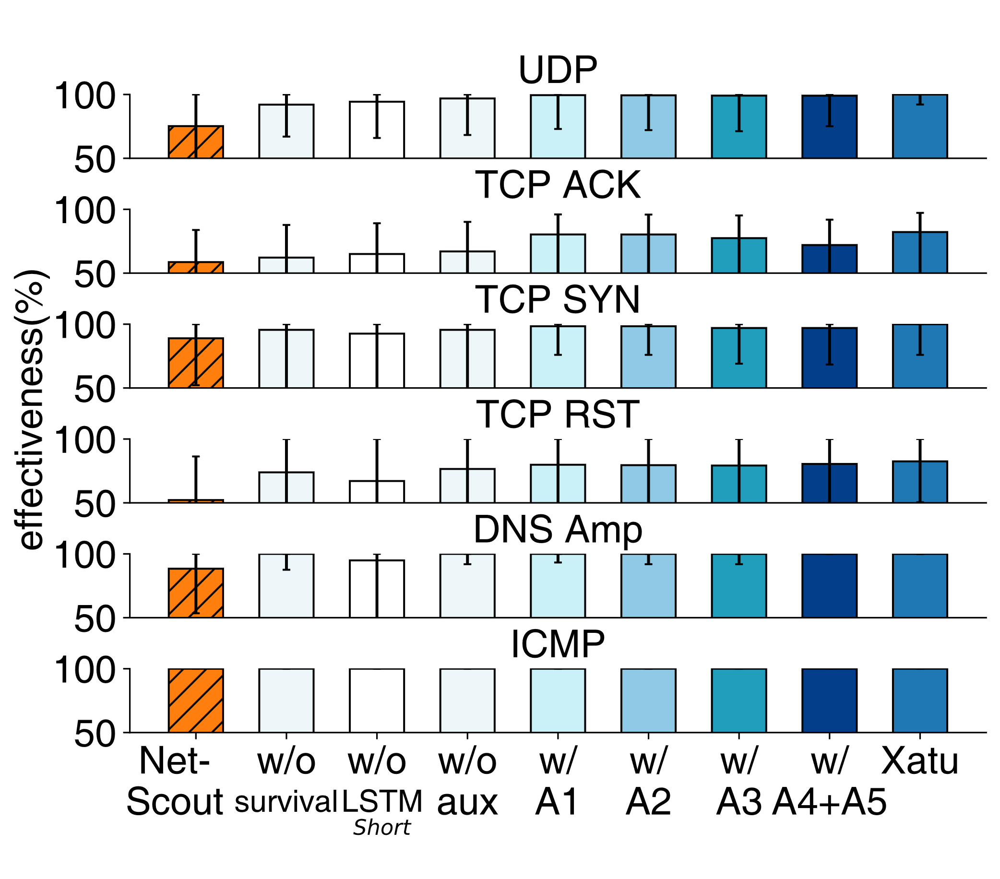 effectiveness(%)
UDP
100
50
TCP ACK
100
50
TCP SYN
100
50
TCP RST
100
50
DNS Amp
100
50
ICMP
100
50
Net- w/o w/o w/o w/ w/ w/ w/ Xatu
Scout survival LSTM aux A1 A2 A3 A4+A5
Short